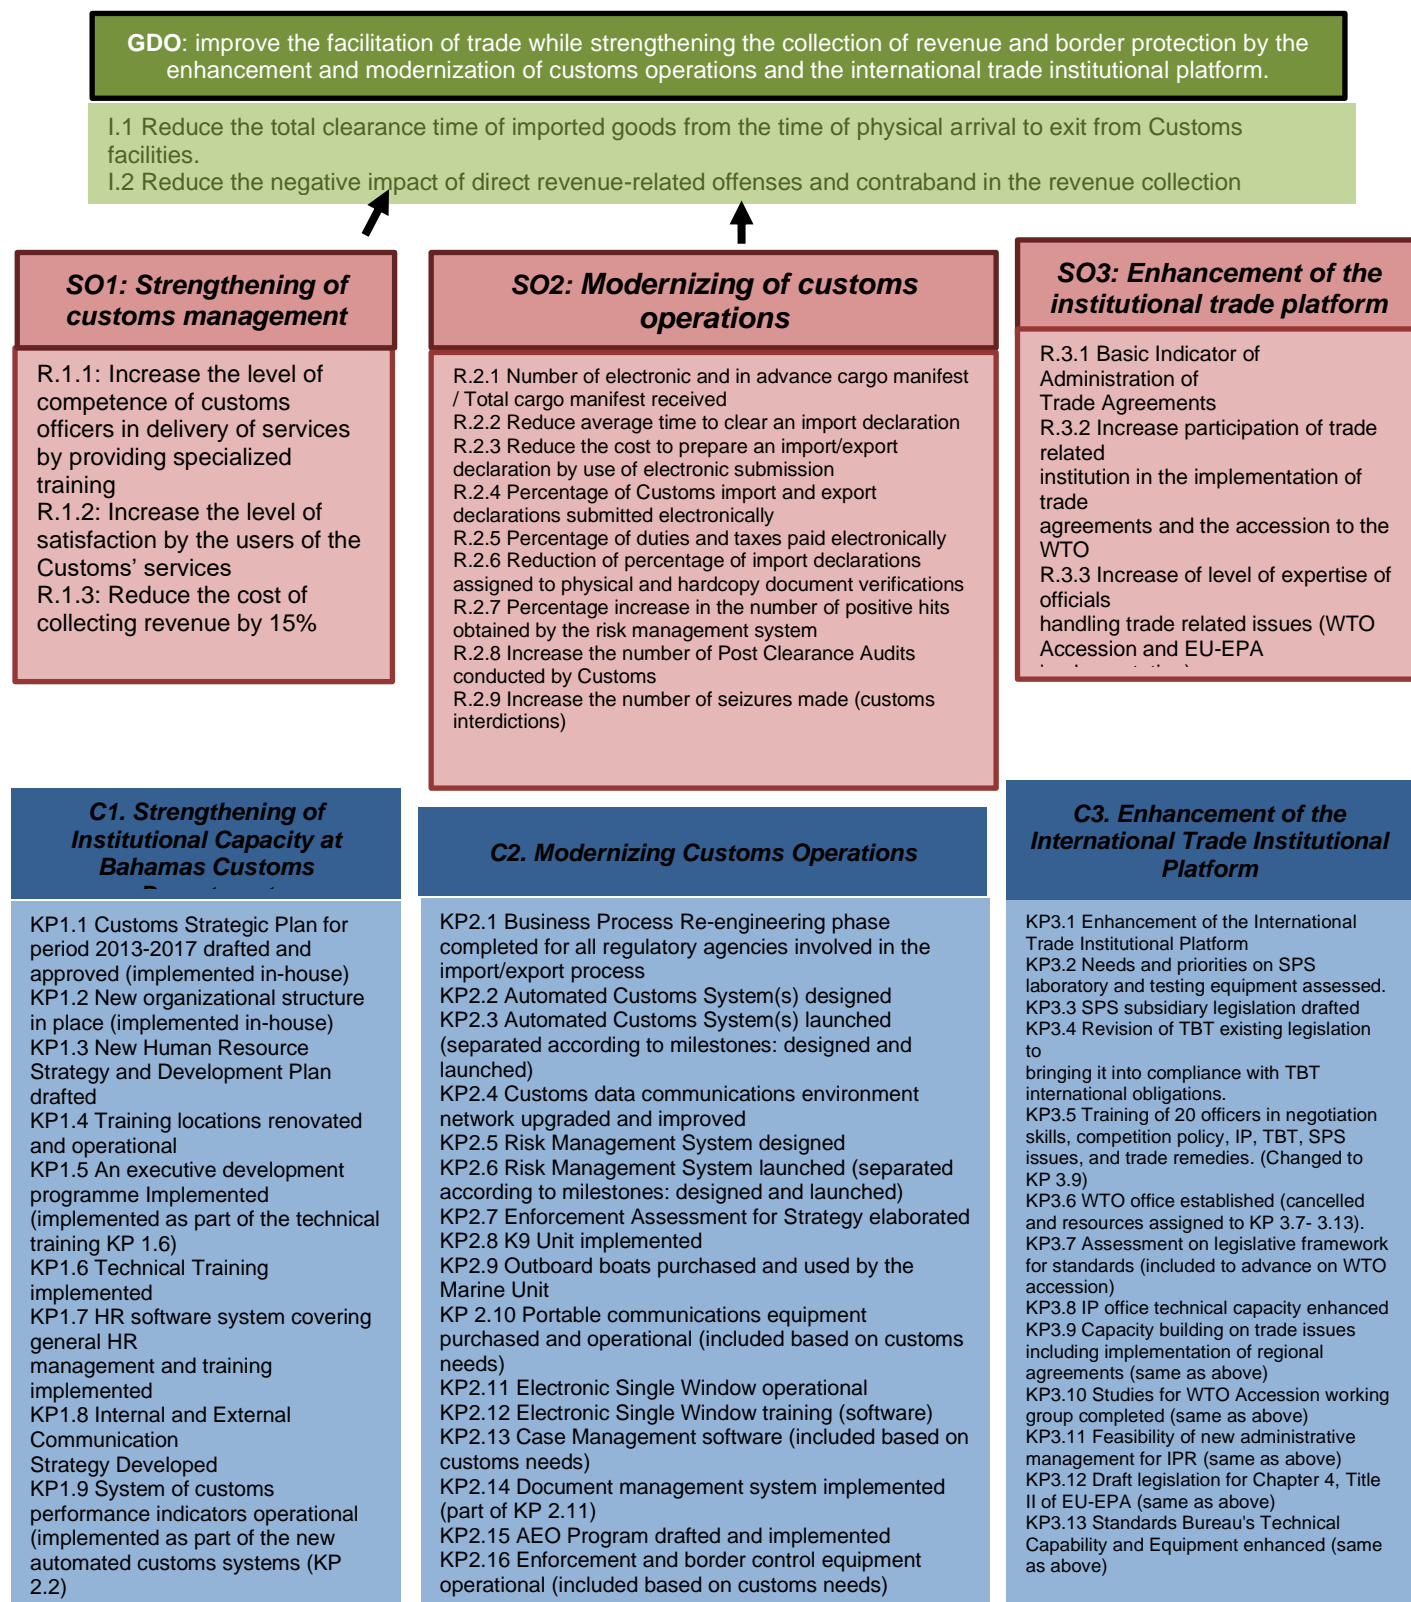 GDO: improve the facilitation of trade while strengthening the collection of revenue and border protection by the
enhancement and modernization of customs operations and the international trade institutional platform.
I.1 Reduce the total clearance time of imported goods from the time of physical arrival to exit from Customs
facilities.
I.2 Reduce the negative impact of direct revenue-related offenses and contraband in the revenue collection
SO1: Strengthening of
customs management
R.1.1: Increase the level of
competence of customs
officers in delivery of services
by providing specialized
training
R.1.2: Increase the level of
satisfaction by the users of the
Customs’ services
R.1.3: Reduce the cost of
collecting revenue by 15%
SO2: Modernizing of customs
operations
R.2.1 Number of electronic and in advance cargo manifest
/ Total cargo manifest received
R.2.2 Reduce average time to clear an import declaration
R.2.3 Reduce the cost to prepare an import/export
declaration by use of electronic submission
R.2.4 Percentage of Customs import and export
declarations submitted electronically
R.2.5 Percentage of duties and taxes paid electronically
R.2.6 Reduction of percentage of import declarations
assigned to physical and hardcopy document verifications
R.2.7 Percentage increase in the number of positive hits
obtained by the risk management system
R.2.8 Increase the number of Post Clearance Audits
conducted by Customs
R.2.9 Increase the number of seizures made (customs
interdictions)
SO3: Enhancement of the
institutional trade platform
R.3.1 Basic Indicator of
Administration of
Trade Agreements
R.3.2 Increase participation of trade
related
institution in the implementation of
trade
agreements and the accession to the
WTO
R.3.3 Increase of level of expertise of
officials
handling trade related issues (WTO
Accession and EU-EPA
C1. Strengthening of
Institutional Capacity at
Bahamas Customs
KP1.1 Customs Strategic Plan for
period 2013-2017 drafted and
approved (implemented in-house)
KP1.2 New organizational structure
in place (implemented in-house)
KP1.3 New Human Resource
Strategy and Development Plan
drafted
KP1.4 Training locations renovated
and operational
KP1.5 An executive development
programme Implemented
(implemented as part of the technical
training KP 1.6)
KP1.6 Technical Training
implemented
KP1.7 HR software system covering
general HR
management and training
implemented
KP1.8 Internal and External
Communication
Strategy Developed
KP1.9 System of customs
performance indicators operational
(implemented as part of the new
automated customs systems (KP
2.2)
C2. Modernizing Customs Operations
KP2.1 Business Process Re-engineering phase
completed for all regulatory agencies involved in the
import/export process
KP2.2 Automated Customs System(s) designed
KP2.3 Automated Customs System(s) launched
(separated according to milestones: designed and
launched)
KP2.4 Customs data communications environment
network upgraded and improved
KP2.5 Risk Management System designed
KP2.6 Risk Management System launched (separated
according to milestones: designed and launched)
KP2.7 Enforcement Assessment for Strategy elaborated
KP2.8 K9 Unit implemented
KP2.9 Outboard boats purchased and used by the
Marine Unit
KP 2.10 Portable communications equipment
purchased and operational (included based on customs
needs)
KP2.11 Electronic Single Window operational
KP2.12 Electronic Single Window training (software)
KP2.13 Case Management software (included based on
customs needs)
KP2.14 Document management system implemented
(part of KP 2.11)
KP2.15 AEO Program drafted and implemented
KP2.16 Enforcement and border control equipment
operational (included based on customs needs)
C3. Enhancement of the
International Trade Institutional
Platform
KP3.1 Enhancement of the International
Trade Institutional Platform
KP3.2 Needs and priorities on SPS
laboratory and testing equipment assessed.
KP3.3 SPS subsidiary legislation drafted
KP3.4 Revision of TBT existing legislation
to
bringing it into compliance with TBT
international obligations.
KP3.5 Training of 20 officers in negotiation
skills, competition policy, IP, TBT, SPS
issues, and trade remedies. (Changed to
KP 3.9)
KP3.6 WTO office established (cancelled
and resources assigned to KP 3.7- 3.13).
KP3.7 Assessment on legislative framework
for standards (included to advance on WTO
accession)
KP3.8 IP office technical capacity enhanced
KP3.9 Capacity building on trade issues
including implementation of regional
agreements (same as above)
KP3.10 Studies for WTO Accession working
group completed (same as above)
KP3.11 Feasibility of new administrative
management for IPR (same as above)
KP3.12 Draft legislation for Chapter 4, Title
II of EU-EPA (same as above)
KP3.13 Standards Bureau's Technical
Capability and Equipment enhanced (same
as above)